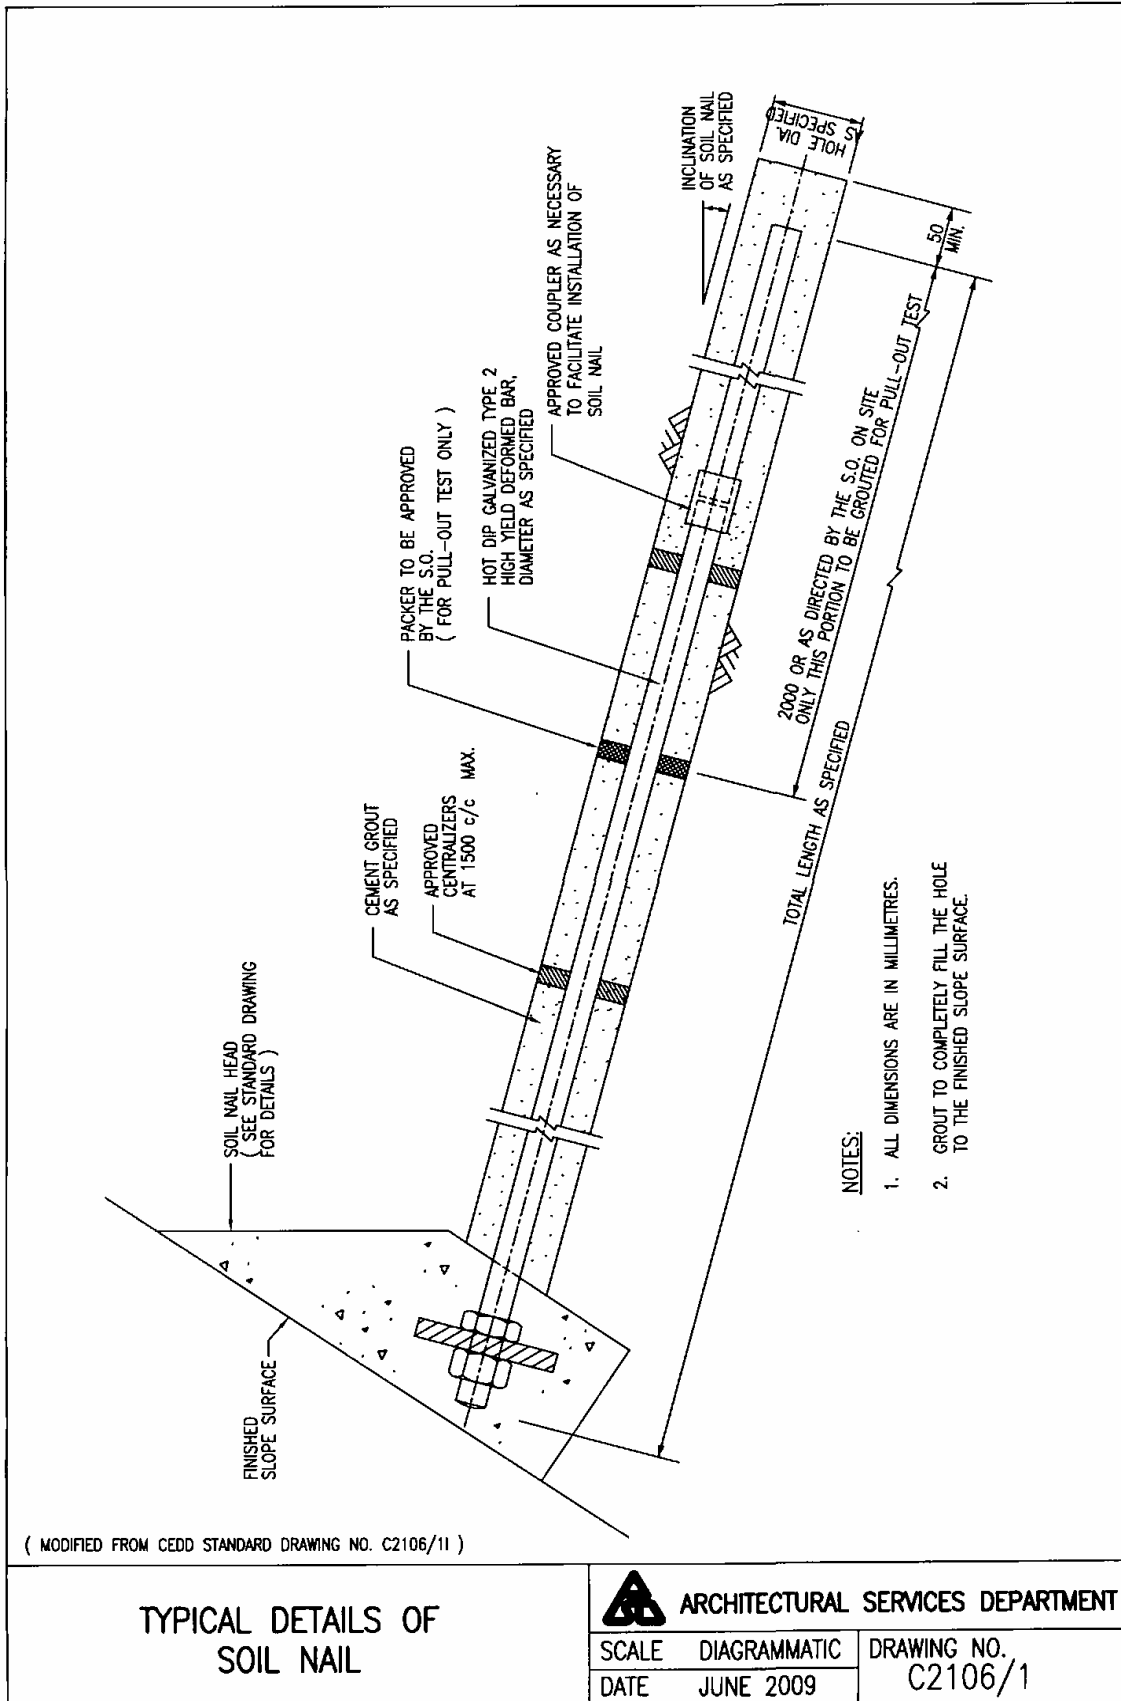 FINISHED
SLOPE SURFACE
SOIL NAIL HEAD
( SEE STANDARD DRAWING
FOR DETAILS )
CEMENT GROUT
AS SPECIFIED
APPROVED
CENTRALIZERS
AT 1500 c/c MAX.
PACKER TO BE APPROVED
BY THE S.O.
( FOR PULL-OUT TEST ONLY )
HOT DIP GALVANIZED TYPE 2
HIGH YIELD DEFORMED BAR,
DIAMETER AS SPECIFIED
APPROVED COUPLER AS NECESSARY
TO FACILITATE INSTALLATION OF
SOIL NAIL
INCLINATION
OF SOIL NAIL
AS SPECIFIED
HOLE DIA.
AS SPECIFIED
50
MIN.
2000 OR AS DIRECTED BY THE S.O. ON SITE
ONLY THIS PORTION TO BE GROUTED FOR PULL-OUT TEST
TOTAL LENGTH AS SPECIFIED
NOTES:
1. ALL DIMENSIONS ARE IN MILLIMETRES.
2. GROUT TO COMPLETELY FILL THE HOLE
TO THE FINISHED SLOPE SURFACE.
( MODIFIED FROM CEDD STANDARD DRAWING NO. C2106/1I )
TYPICAL DETAILS OF
SOIL NAIL
ARCHITECTURAL SERVICES DEPARTMENT
SCALE DIAGRAMMATIC
DRAWING NO.
C2106/1
DATE JUNE 2009